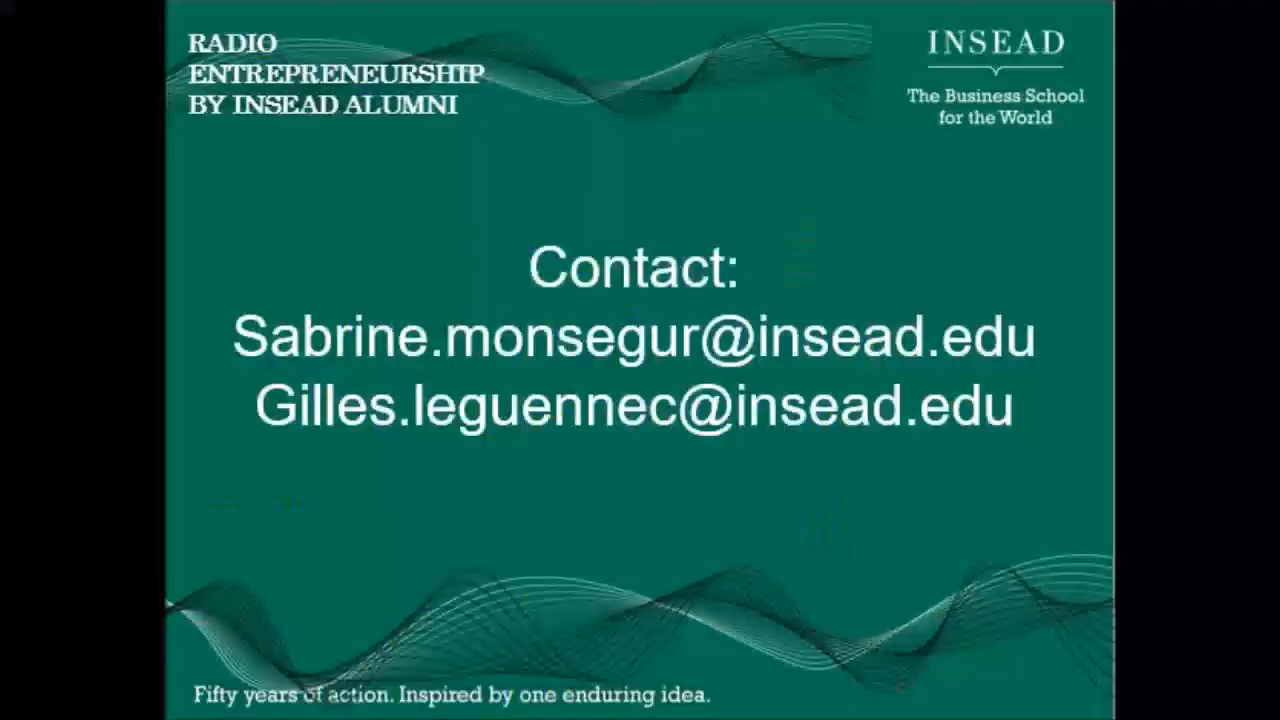 RADIO
ENTREPRENEURSHIP
BY INSEAD ALUMNI
INSEAD
The Business School
for the World
Contact:
Sabrine.monsegur@insead.edu
Gilles.leguennec@insead.edu
Fifty years of action. Inspired by one enduring idea.